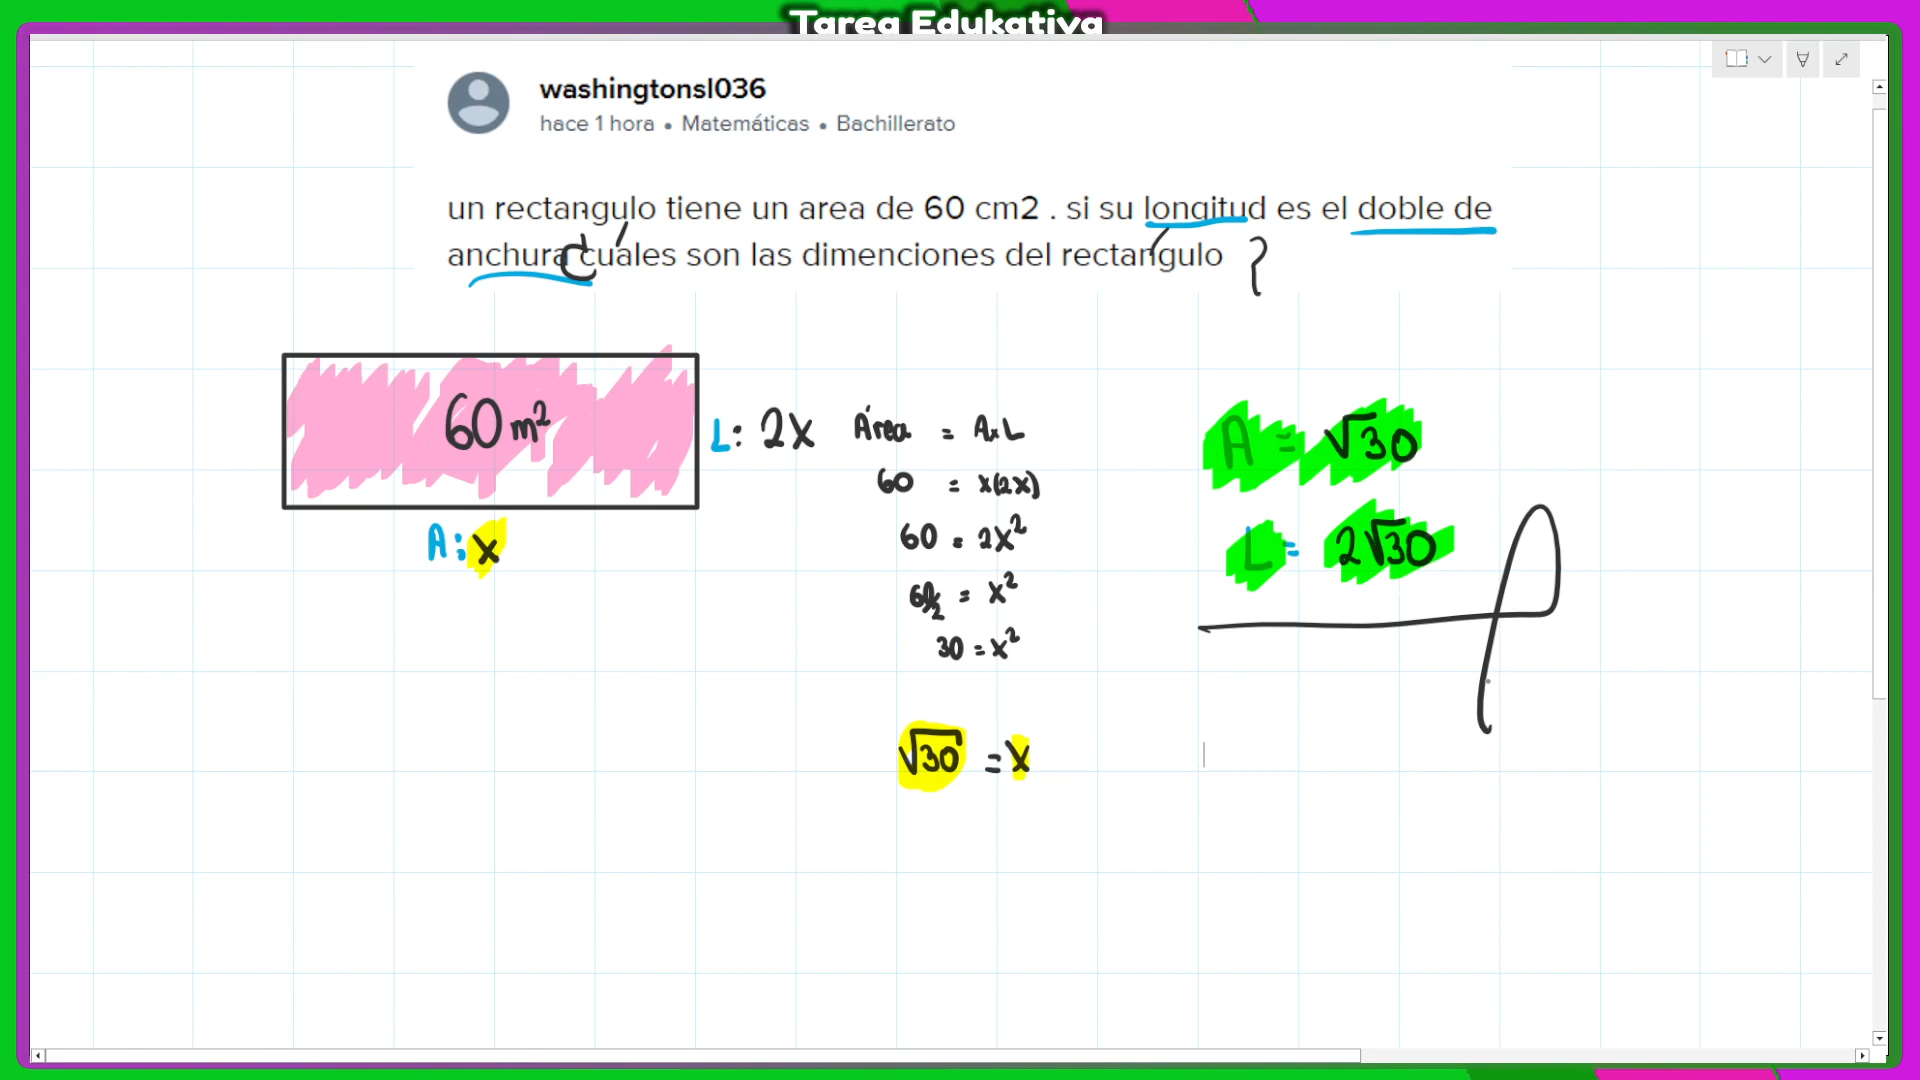 Tarea Edukativa
washingtonsl036
hace 1 hora • Matemáticas • Bachillerato
un rectangulo tiene un area de 60 cm2 . si su longitud es el doble de
anchura ¿cuales son las dimenciones del rectangulo ?
60 m²
L: 2x
A: x
Área = A x L
60 = x(2x)
60 = 2x²
60/2 = x²
30 = x²
√30 = x
A = √30
L = 2√30